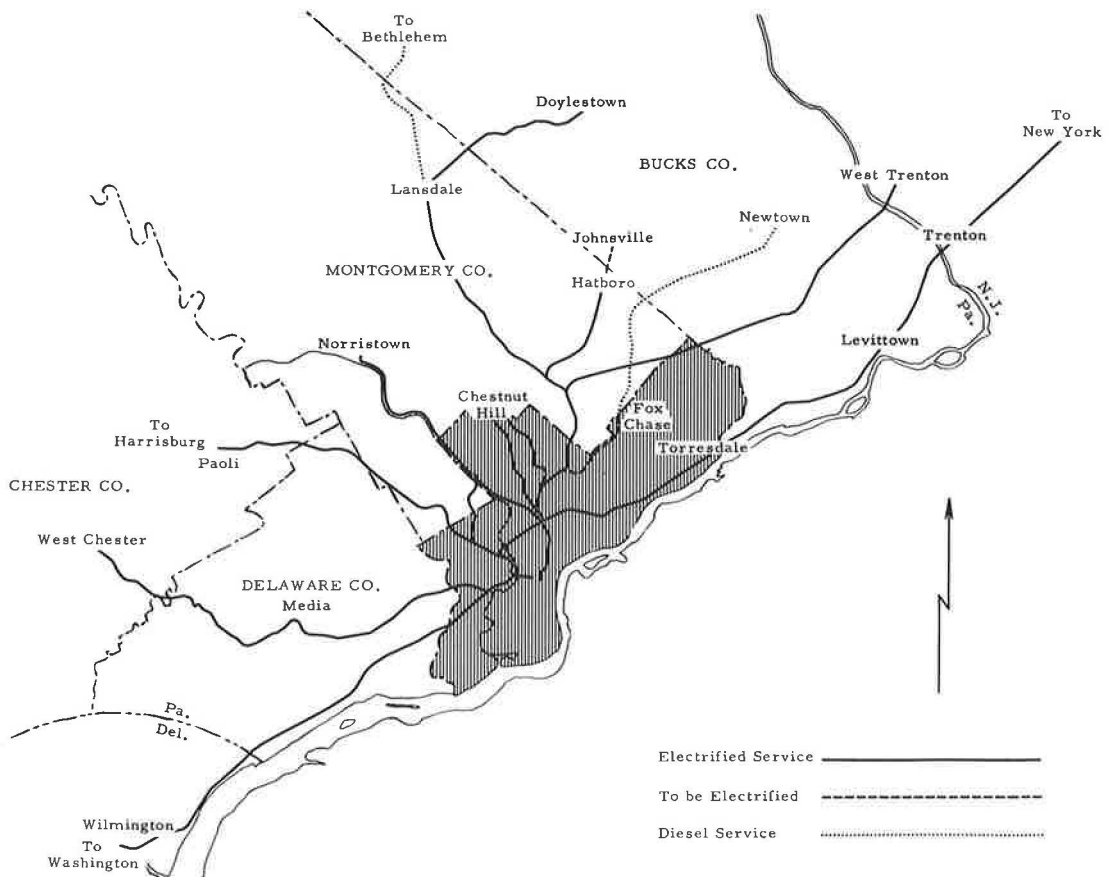 To
Bethlehem
Doylestown
To
New York
BUCKS CO.
West Trenton
Lansdale
Newtown
Johnsville
Trenton
MONTGOMERY CO.
Hatboro
N.J.
Pa.
Norristown
Levittown
Chestnut
Hill
Fox
Chase
To
Harrisburg
Paoli
Torresdale
CHESTER CO.
West Chester
DELAWARE CO.
Media
Pa.
Del.
Electrified Service
To be Electrified
Diesel Service
Wilmington
To
Washington